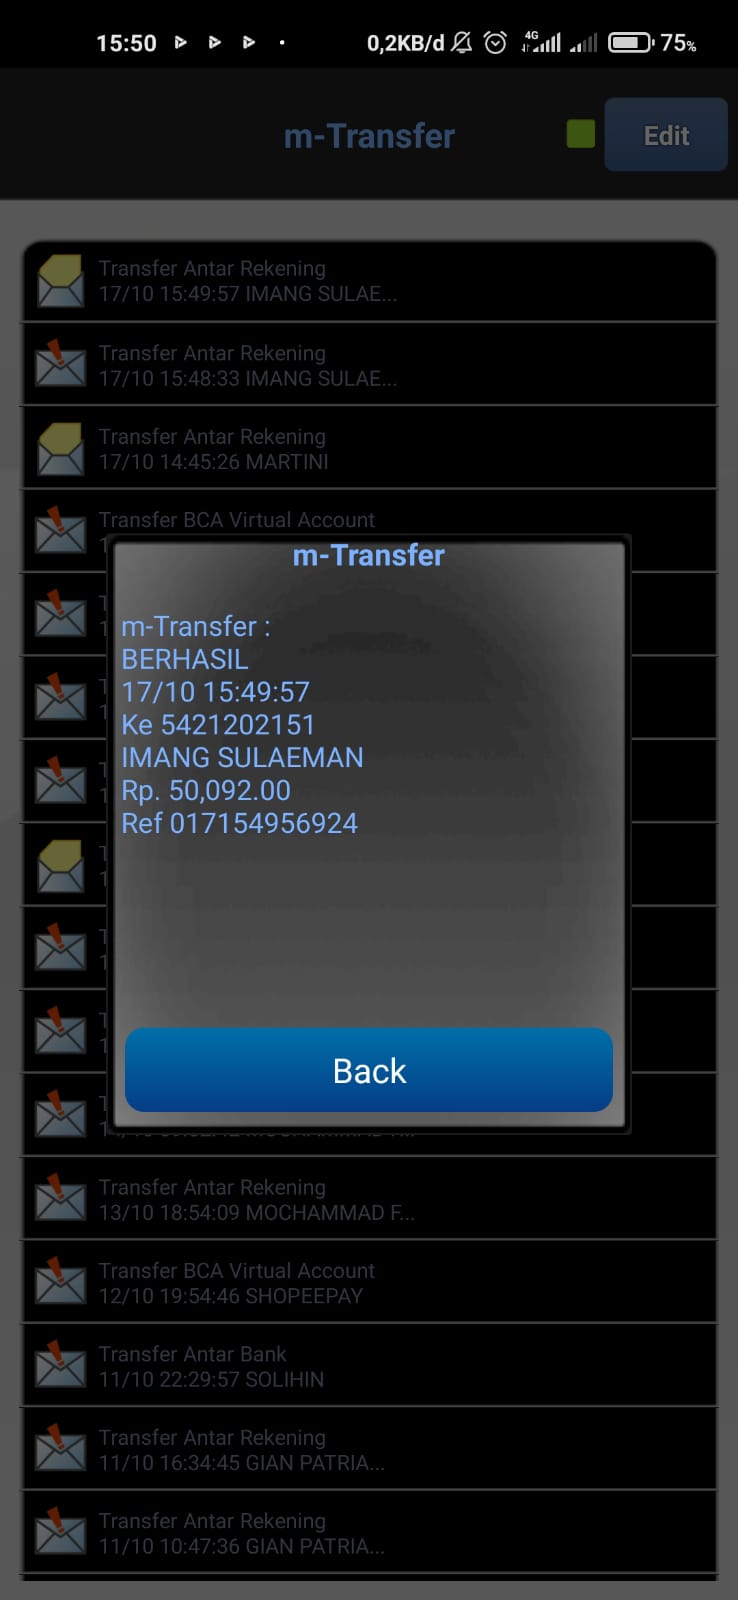 15:50
0,2KB/d
4G
75%
m-Transfer
Edit
Transfer Antar Rekening
17/10 15:49:57 IMANG SULAE...
Transfer Antar Rekening
17/10 15:48:33 IMANG SULAE...
Transfer Antar Rekening
17/10 14:45:26 MARTINI
Transfer BCA Virtual Account
m-Transfer
m-Transfer :
BERHASIL
17/10 15:49:57
Ke 5421202151
IMANG SULAEMAN
Rp. 50,092.00
Ref 017154956924
Back
Transfer Antar Rekening
13/10 18:54:09 MOCHAMMAD F...
Transfer BCA Virtual Account
12/10 19:54:46 SHOPEEPAY
Transfer Antar Bank
11/10 22:29:57 SOLIHIN
Transfer Antar Rekening
11/10 16:34:45 GIAN PATRIA...
Transfer Antar Rekening
11/10 10:47:36 GIAN PATRIA...